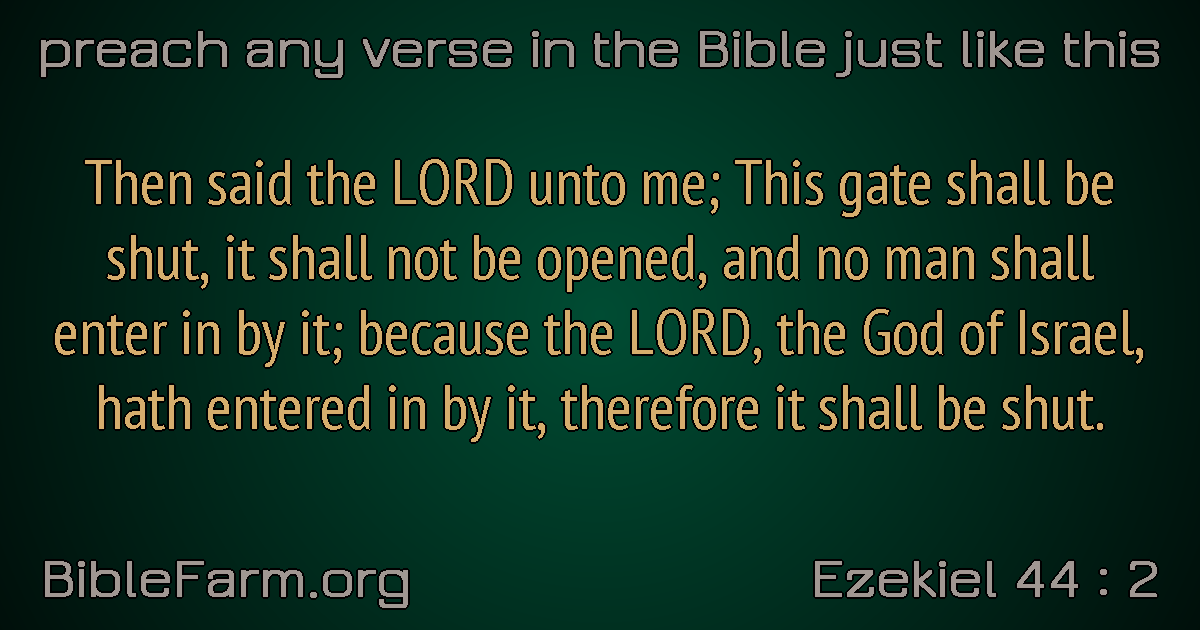 preach any verse in the Bible just like this
Then said the LORD unto me; This gate shall be
shut, it shall not be opened, and no man shall
enter in by it; because the LORD, the God of Israel,
hath entered in by it, therefore it shall be shut.
BibleFarm.org
Ezekiel 44 : 2